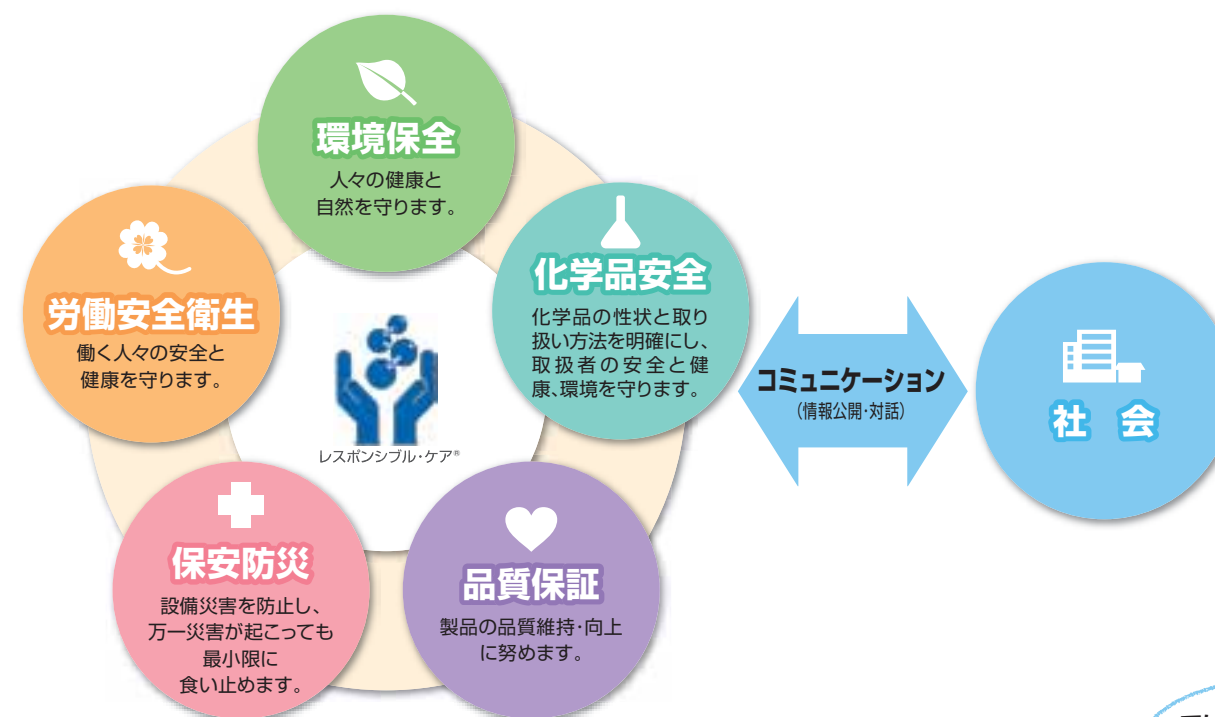 環境保全
人々の健康と
自然を守ります。
化学品安全
化学品の性状と取り
扱い方法を明確にし、
取扱者の安全と健
康、環境を守ります。
労働安全衛生
働く人々の安全と
健康を守ります。
レスポンシブル・ケア®
コミュニケーション
（情報公開・対話）
社 会
保安防災
設備災害を防止し、
万一災害が起こっても
最小限に
食い止めます。
品質保証
製品の品質維持・向上
に努めます。